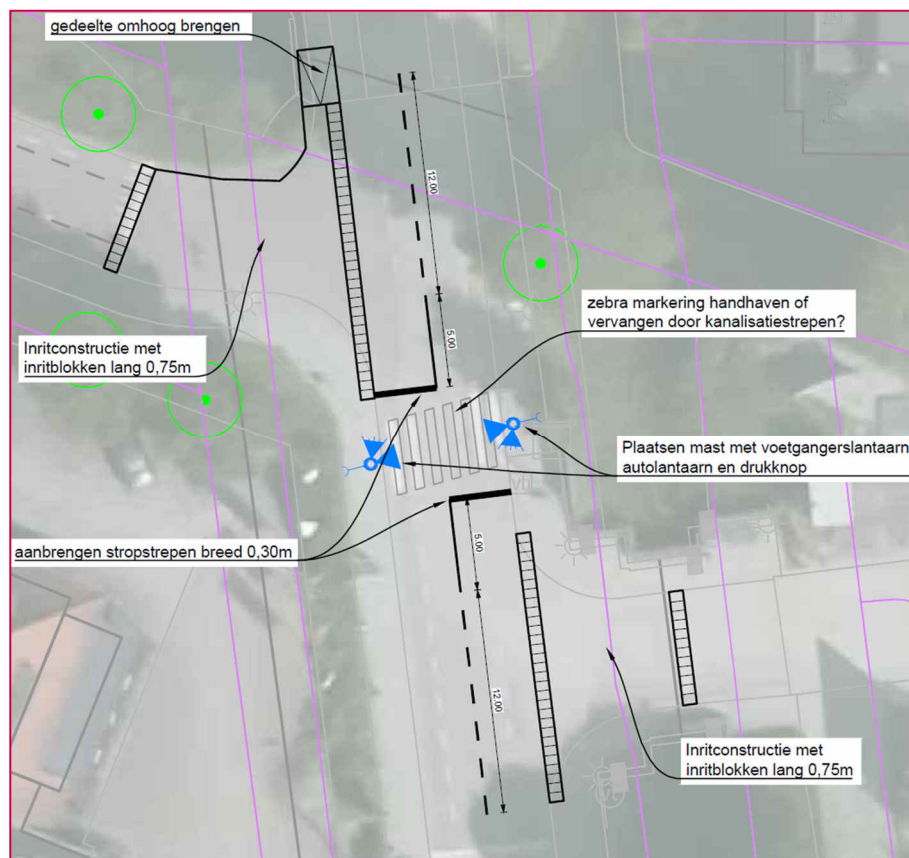 gedeelte omhoog brengen
12.00
zebra markering handhaven of
vervangen door kanalisatiestrepen?
5.00
Inritconstructie met
inritblokken lang 0,75m
Plaatsen mast met voetgangerslantaarn
autolantaarn en drukknop
vbl
aanbrengen stropstrepen breed 0,30m
5.00
12.00
Inritconstructie met
inritblokken lang 0,75m